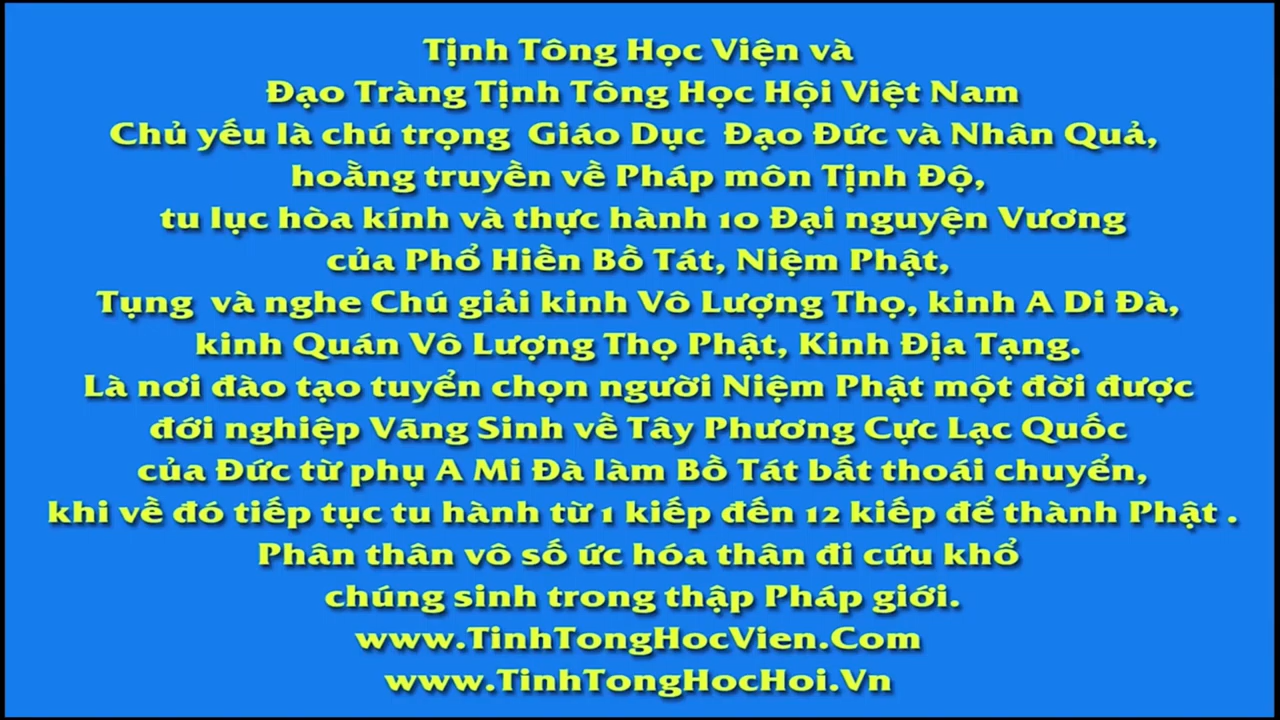 Tịnh Tông Học Viện và
Đạo Tràng Tịnh Tông Học Hội Việt Nam
Chủ yếu là chú trọng Giáo Dục Đạo Đức và Nhân Quả,
hoằng truyền về Pháp môn Tịnh Độ,
tu lục hòa kính và thực hành 10 Đại nguyện Vương
của Phổ Hiền Bồ Tát, Niệm Phật,
Tụng và nghe Chú giải kinh Vô Lượng Thọ, kinh A Di Đà,
kinh Quán Vô Lượng Thọ Phật, Kinh Địa Tạng.
Là nơi đào tạo tuyển chọn người Niệm Phật một đời được
đới nghiệp Vãng Sinh về Tây Phương Cực Lạc Quốc
của Đức từ phụ A Mi Đà làm Bồ Tát bất thoái chuyển,
khi về đó tiếp tục tu hành từ 1 kiếp đến 12 kiếp để thành Phật .
Phân thân vô số ức hóa thân đi cứu khổ
chúng sinh trong thập Pháp giới.
www.TinhTongHocVien.Com
www.TinhTongHocHoi.Vn